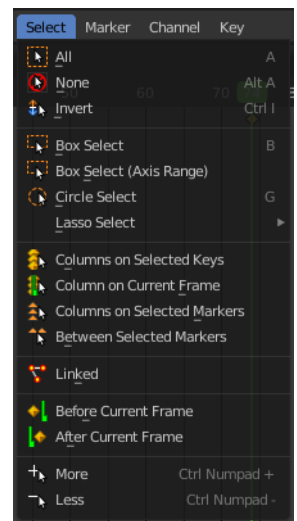 Select Marker Channel Key
All A
None Alt A
Invert Ctrl I
60 70
Box Select B
Box Select (Axis Range)
Circle Select G
Lasso Select ▶
Columns on Selected Keys
Column on Current Frame
Columns on Selected Markers
Between Selected Markers
Linked
Before Current Frame
After Current Frame
More Ctrl Numpad +
Less Ctrl Numpad -